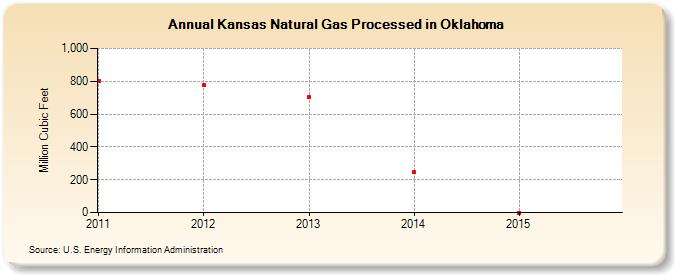 Annual Kansas Natural Gas Processed in Oklahoma
Million Cubic Feet
1,000
800
600
400
200
0
2011 2012 2013 2014 2015
Source: U.S. Energy Information Administration